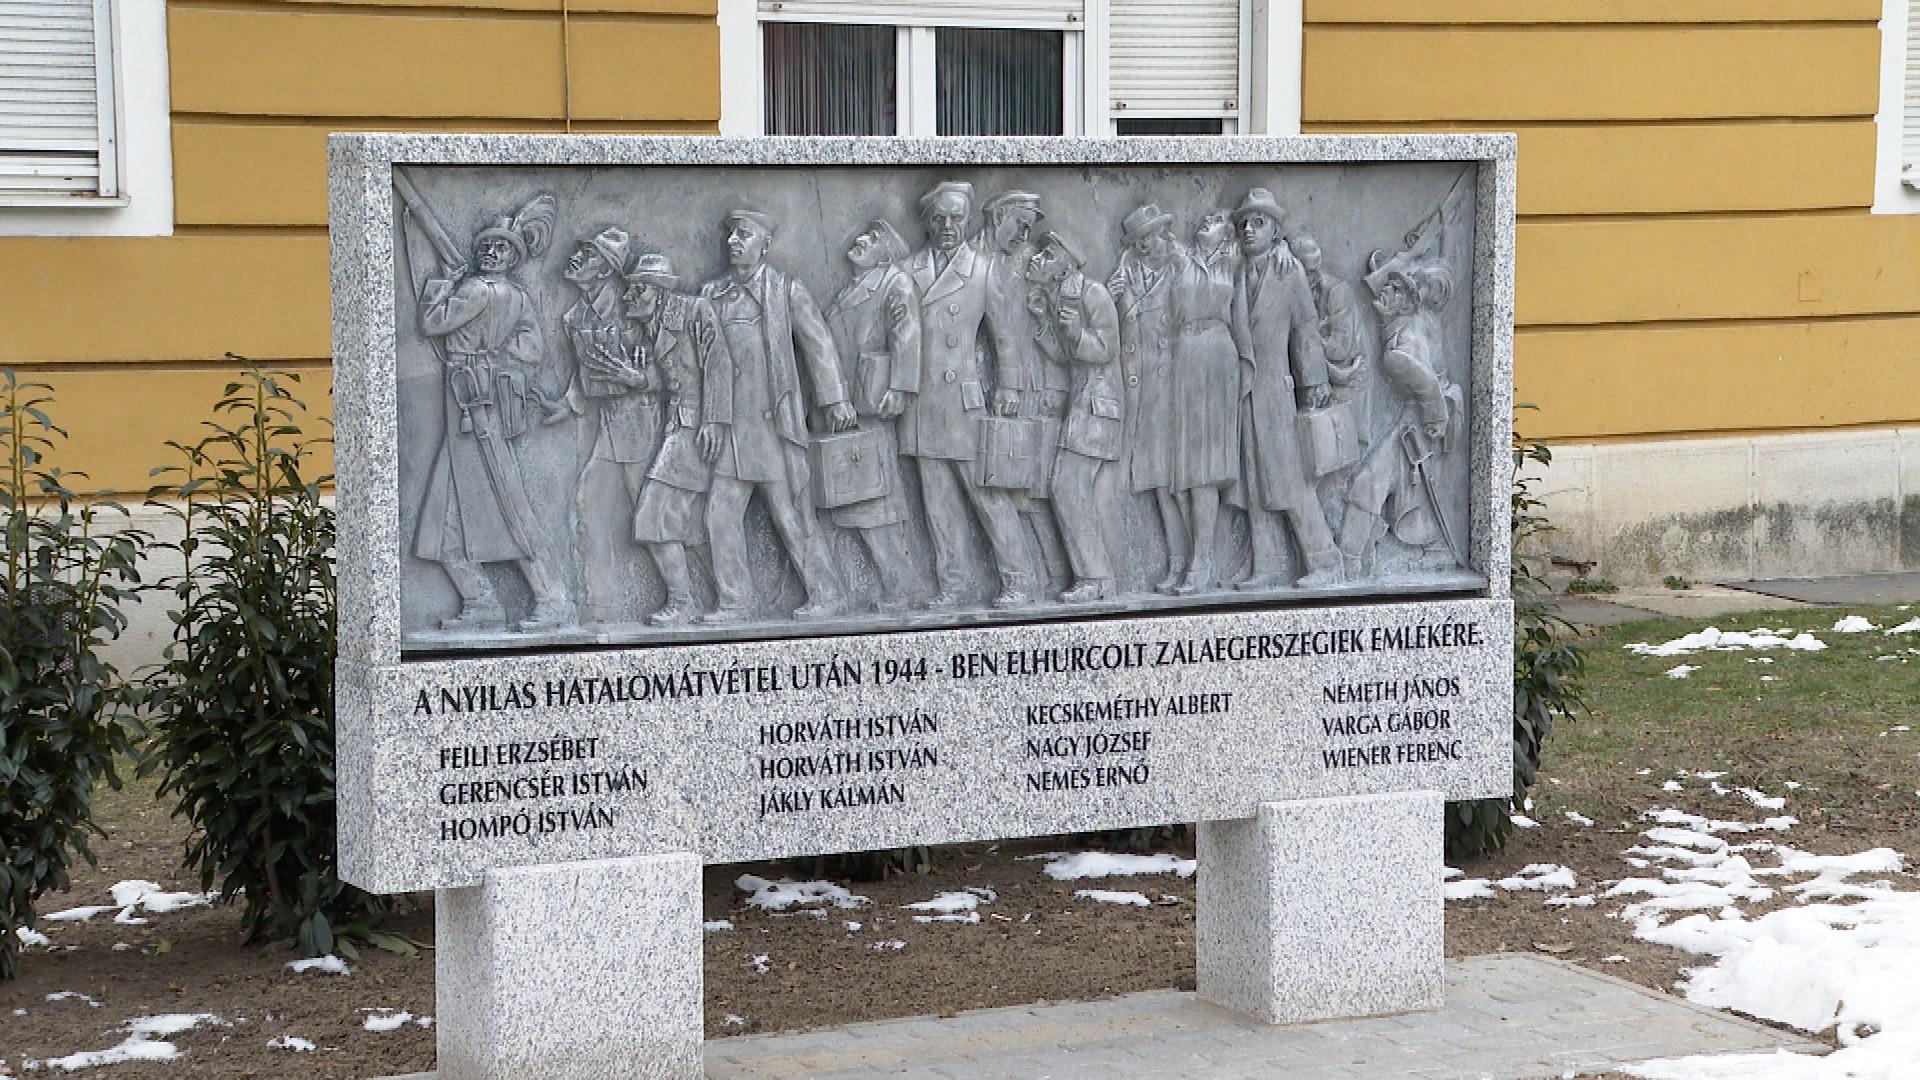 A NYILAS HATALOMÁTVÉTEL UTÁN 1944 - BEN ELHURCOLT ZALAEGERSZEGIEK EMLÉKÉRE.
FEILI ERZSÉBET
GERENCSÉR ISTVÁN
HOMPÓ ISTVÁN
HORVÁTH ISTVÁN
HORVÁTH ISTVÁN
JÁKLY KÁLMÁN
KECSKEMÉTHY ALBERT
NAGY JÓZSEF
NEMES ERNŐ
NÉMETH JÁNOS
VARGA GÁBOR
WIENER FERENC